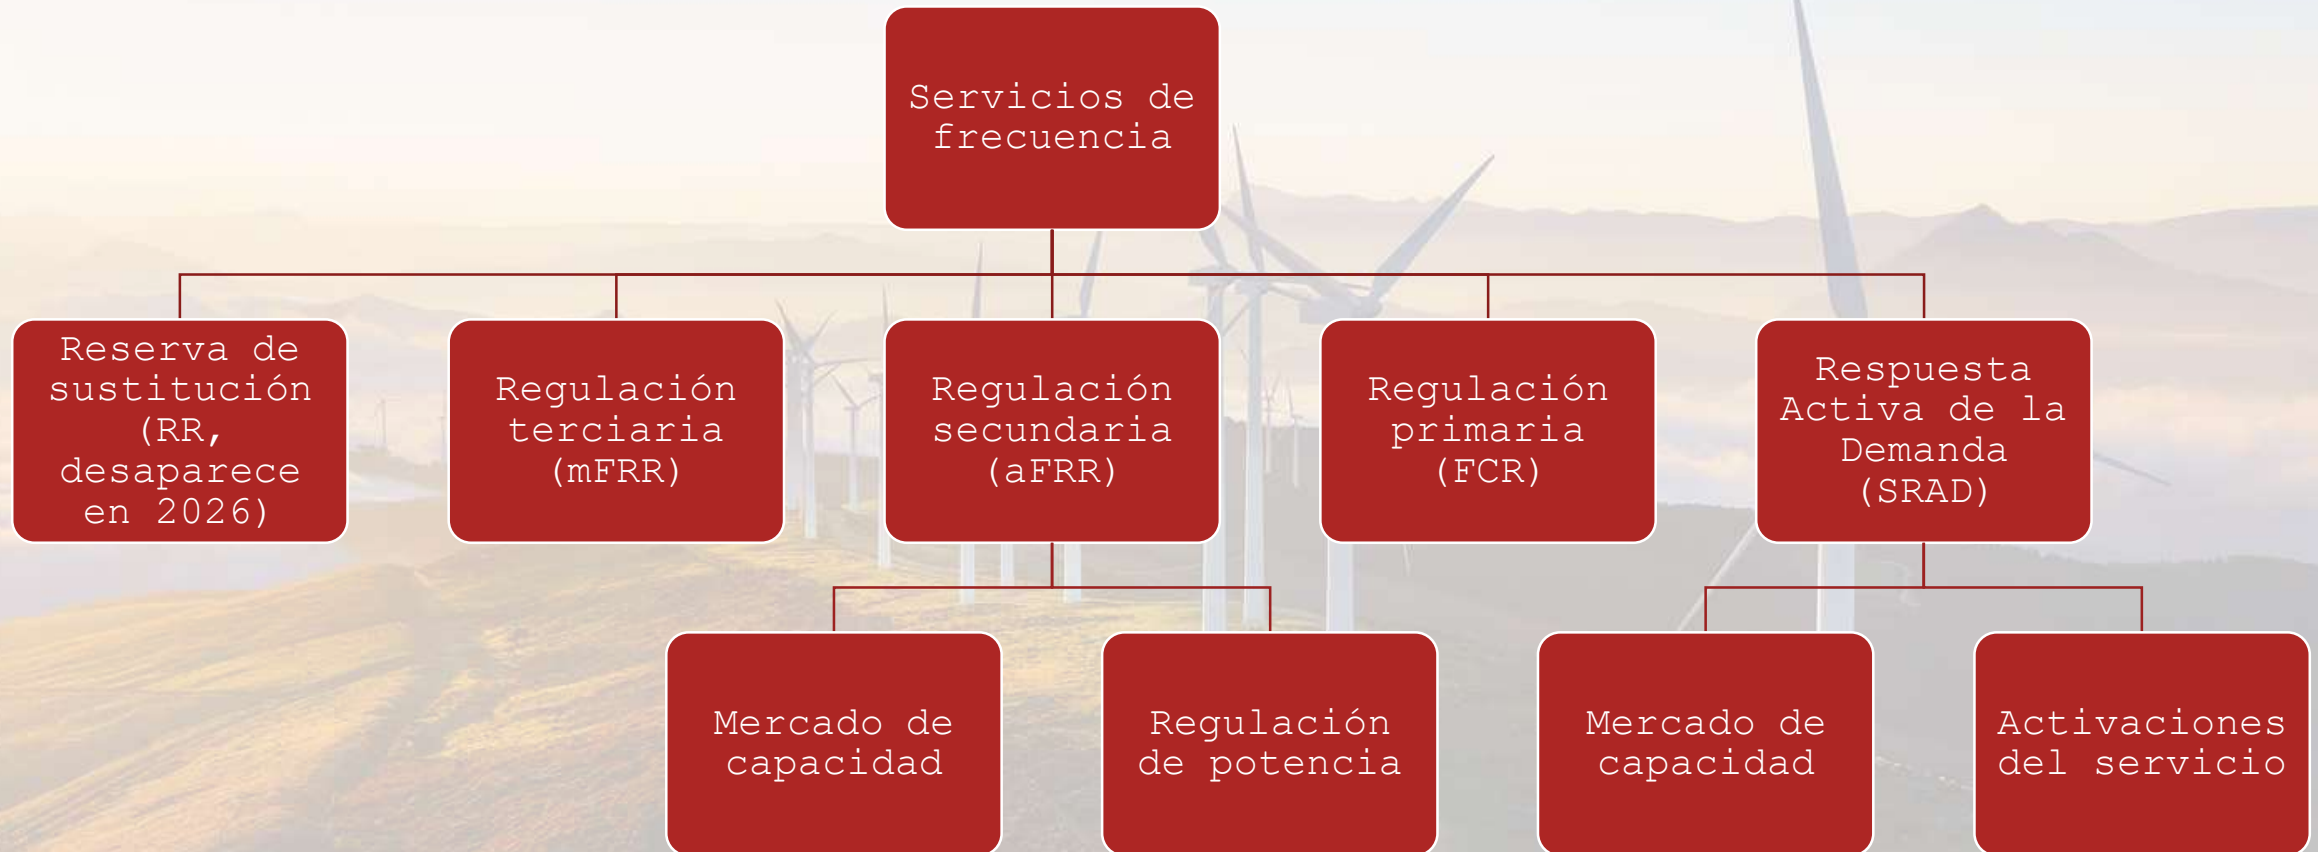 Servicios de
frecuencia
Reserva de
sustitución
(RR,
desaparece
en 2026)
Regulación
terciaria
(mFRR)
Regulación
secundaria
(aFRR)
Regulación
primaria
(FCR)
Respuesta
Activa de la
Demanda
(SRAD)
Mercado de
capacidad
Regulación
de potencia
Mercado de
capacidad
Activaciones
del servicio